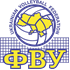 UKRAINIAN VOLLEYBALL FEDERATION
ФВУ